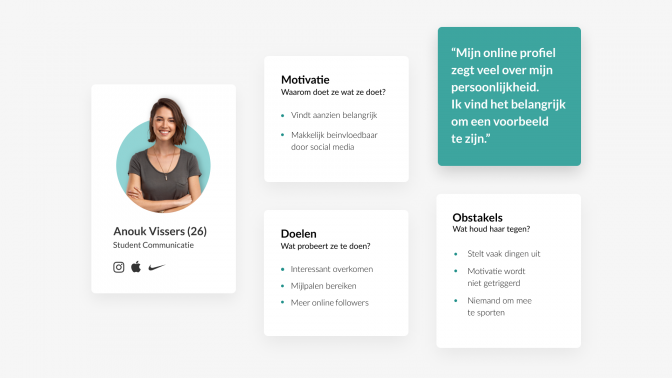 Anouk Vissers (26)
Student Communicatie
Motivatie
Waarom doet ze wat ze doet?
Vindt aanzien belangrijk
Makkelijk beinvloedbaar
door social media
Doelen
Wat probeert ze te doen?
Interessant overkomen
Mijlpalen bereiken
Meer online followers
“Mijn online profiel
zegt veel over mijn
persoonlijkheid.
Ik vind het belangrijk
om een voorbeeld
te zijn.”
Obstakels
Wat houd haar tegen?
Stelt vaak dingen uit
Motivatie wordt
niet getriggerd
Niemand om mee
te sporten